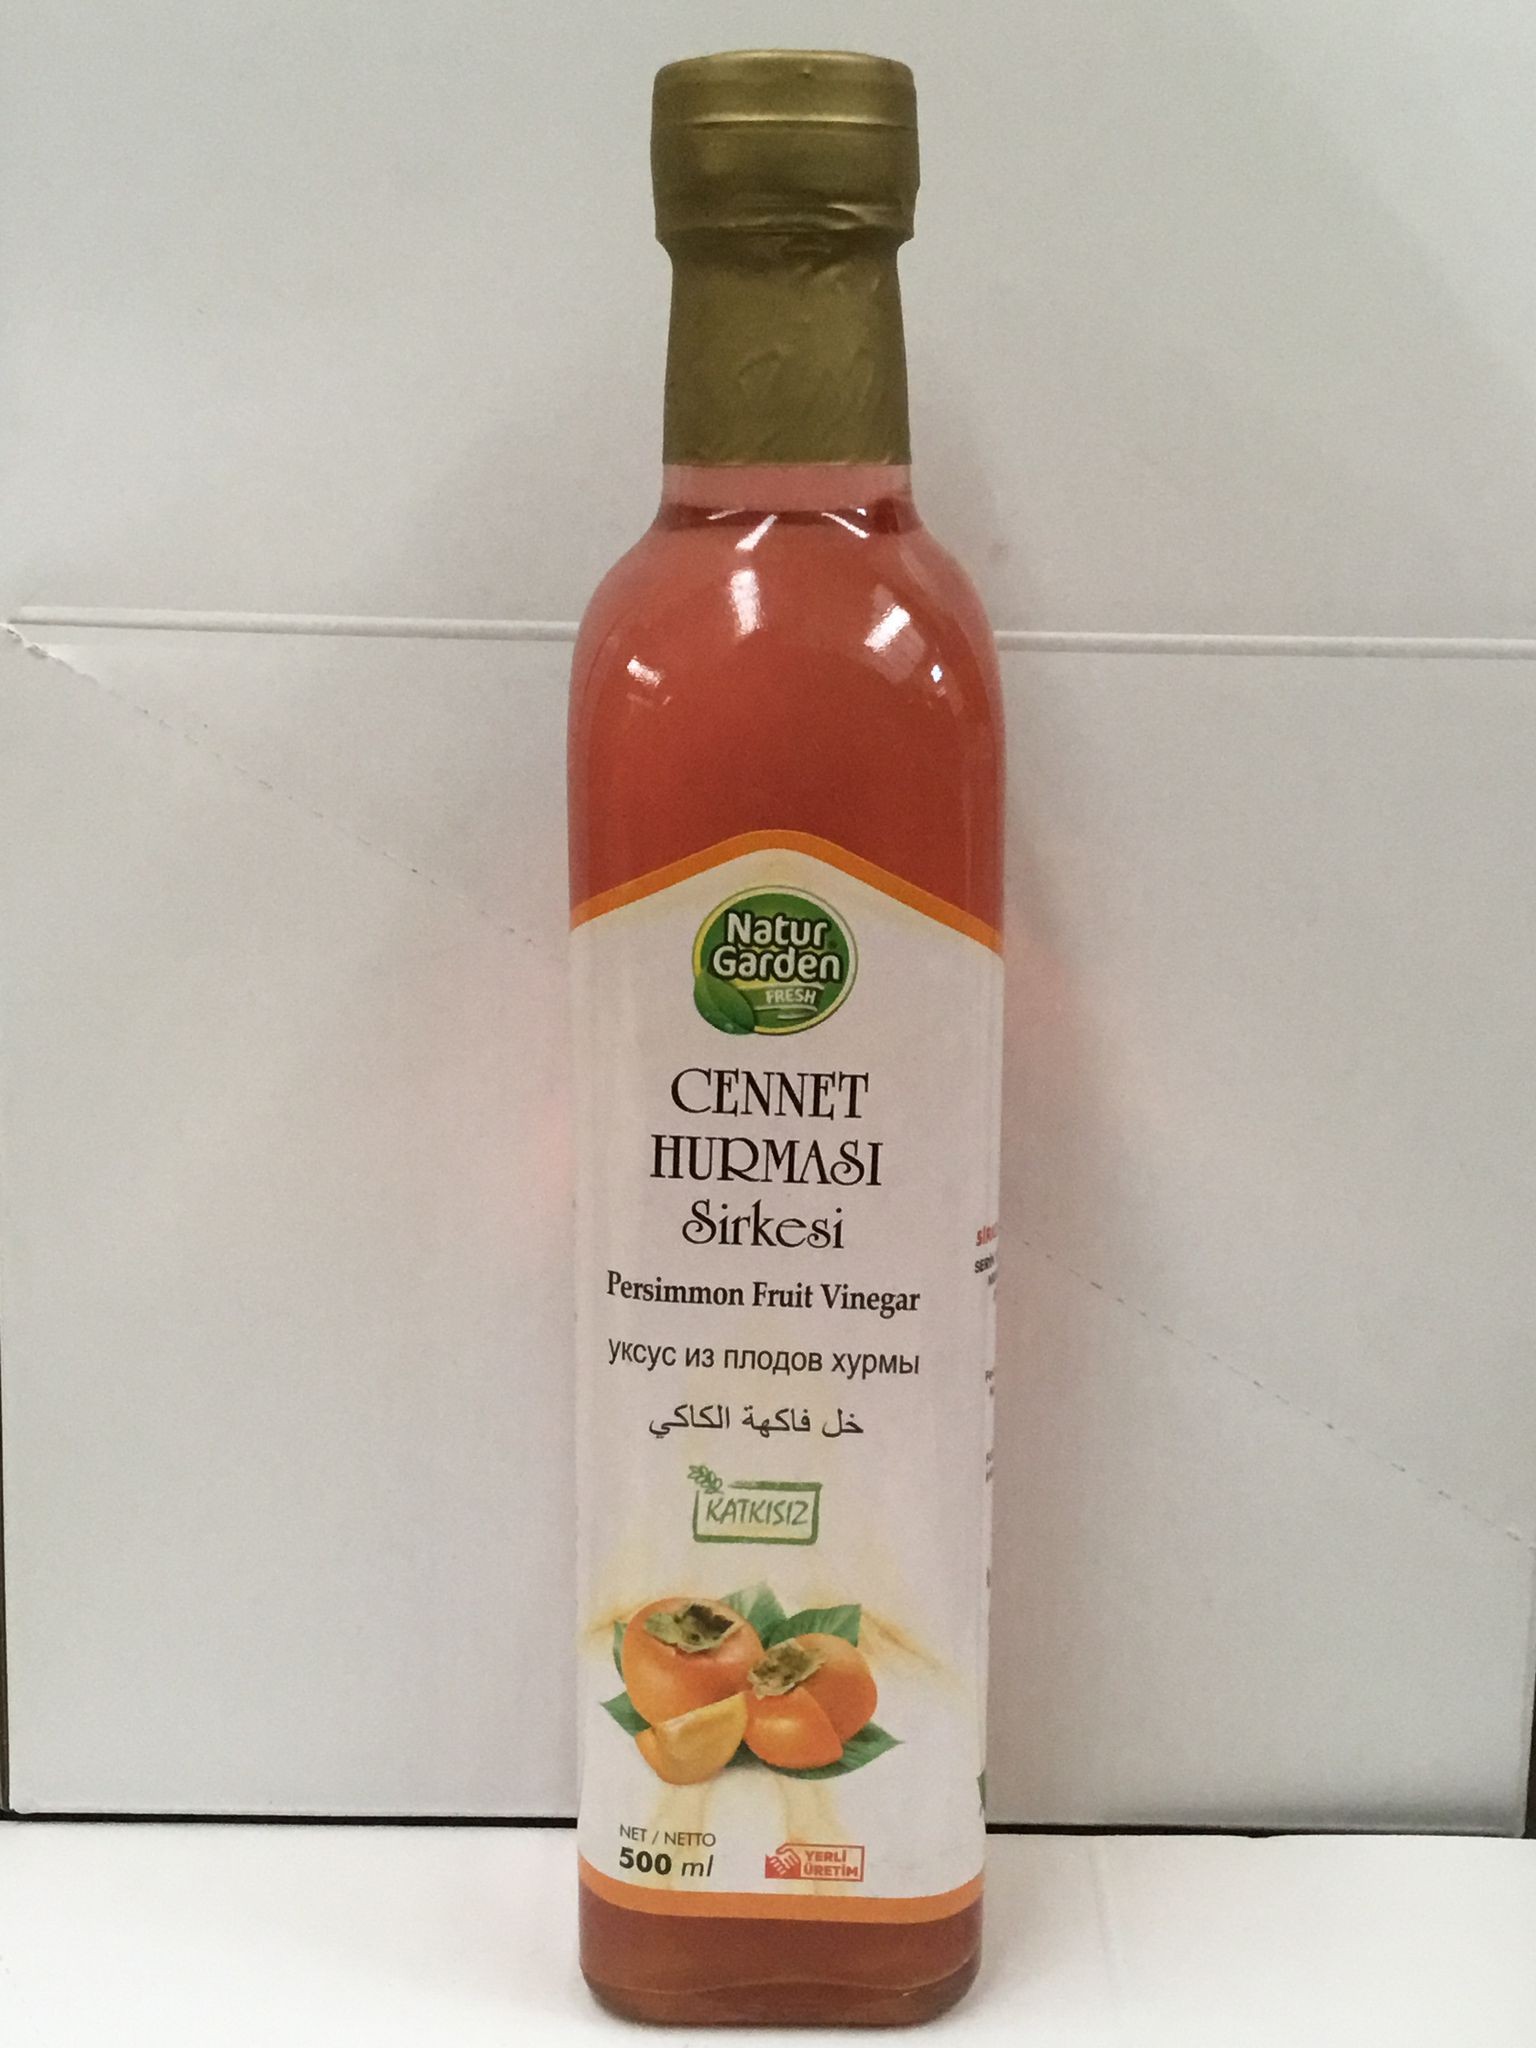 Natur
Garden
FRESH
CENNET
HURMASI
Sirkesi
Persimmon Fruit Vinegar
уксус из плодов хурмы
خل فاكهة الكاكي
KATKISIZ
NET / NETTO
500 ml
YERLİ
ÜRETİM